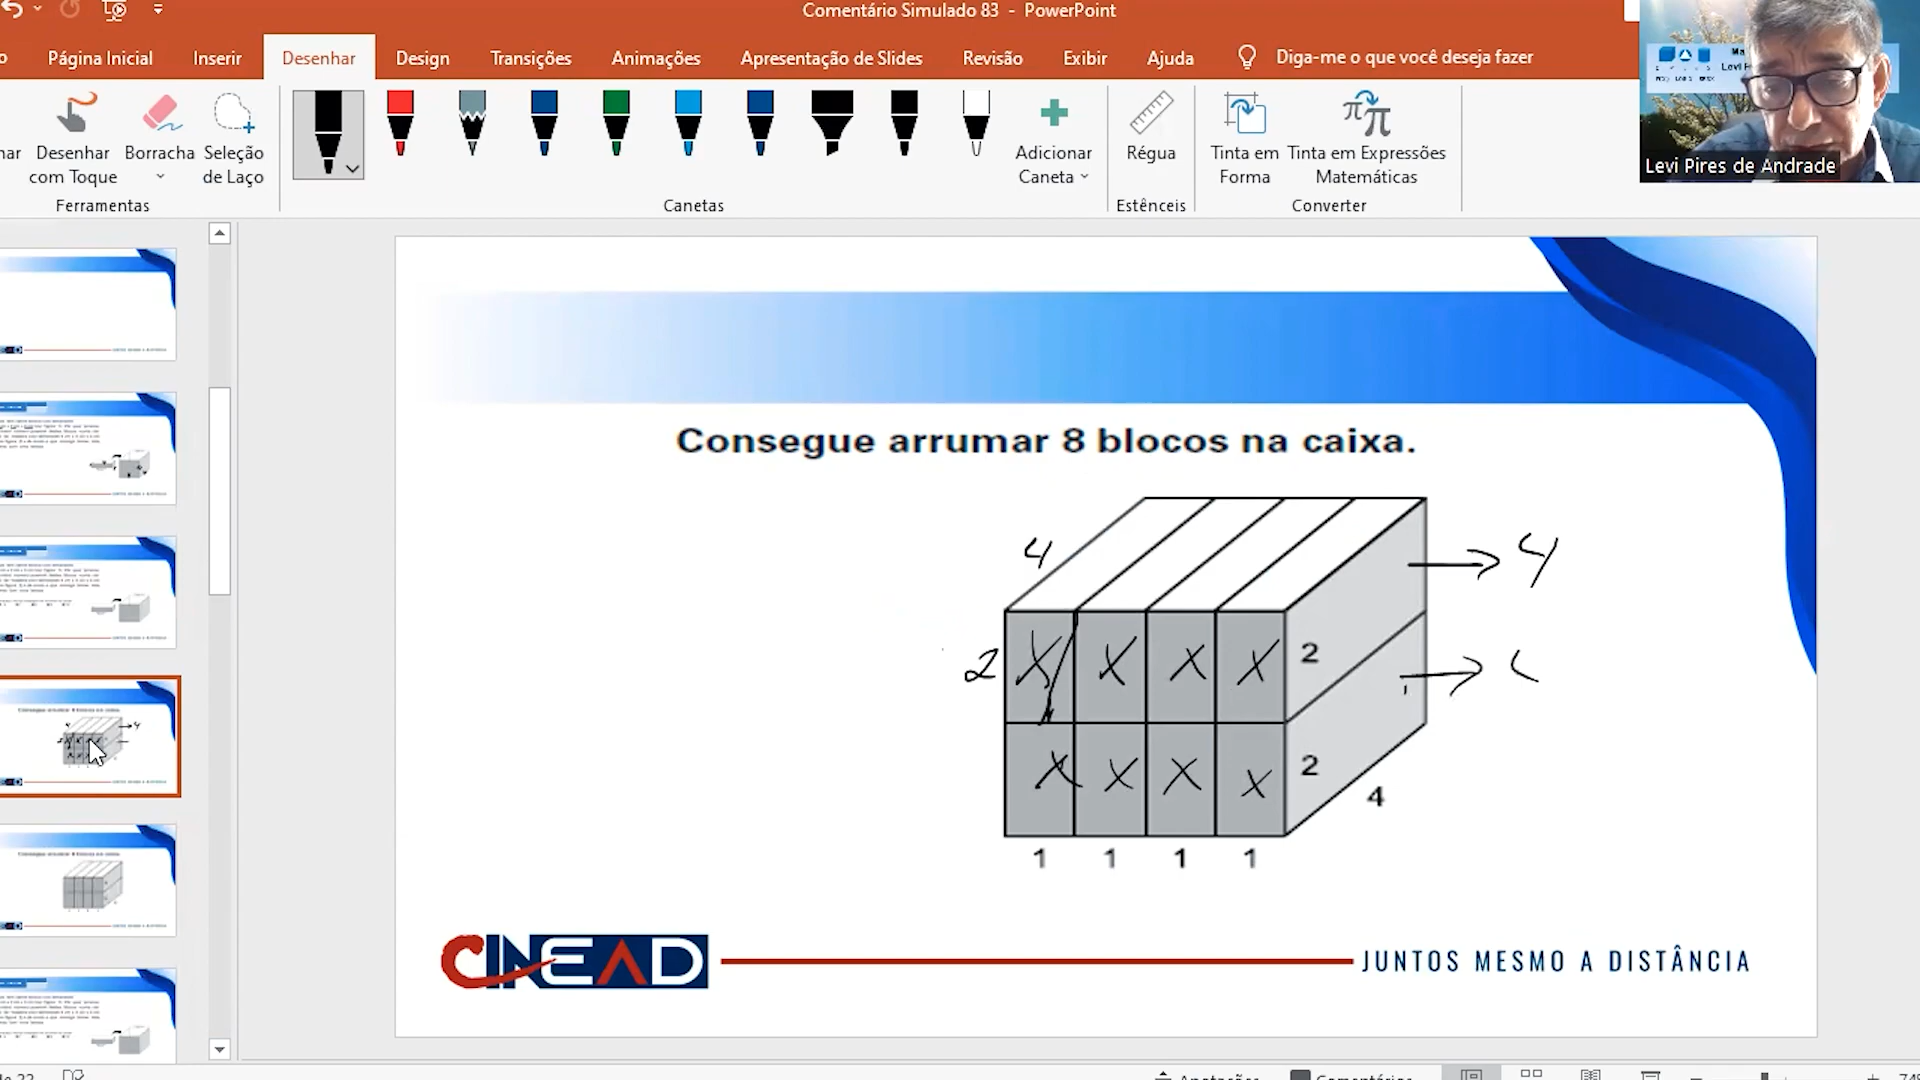 Comentário Simulado 83 - PowerPoint
Página Inicial Inserir Desenhar Design Transições Animações Apresentação de Slides Revisão Exibir Ajuda Diga-me o que você deseja fazer
Desenhar com Toque
Borracha
Seleção de Laço
Adicionar Caneta
Régua
Tinta em Forma
Tinta em Expressões Matemáticas
Ferramentas Canetas Estênceis Converter
Levi Pires de Andrade
Consegue arrumar 8 blocos na caixa.
4
4
2 X X X X 2
X X X X 2
4
1 1 1 1
CINEAD JUNTOS MESMO A DISTÂNCIA